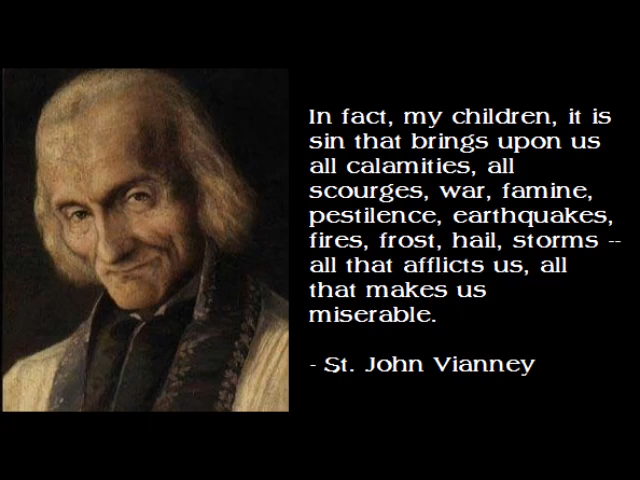 In fact, my children, it is
sin that brings upon us
all calamities, all
scourges, war, famine,
pestilence, earthquakes,
fires, frost, hail, storms --
all that afflicts us, all
that makes us
miserable.
- St. John Vianney